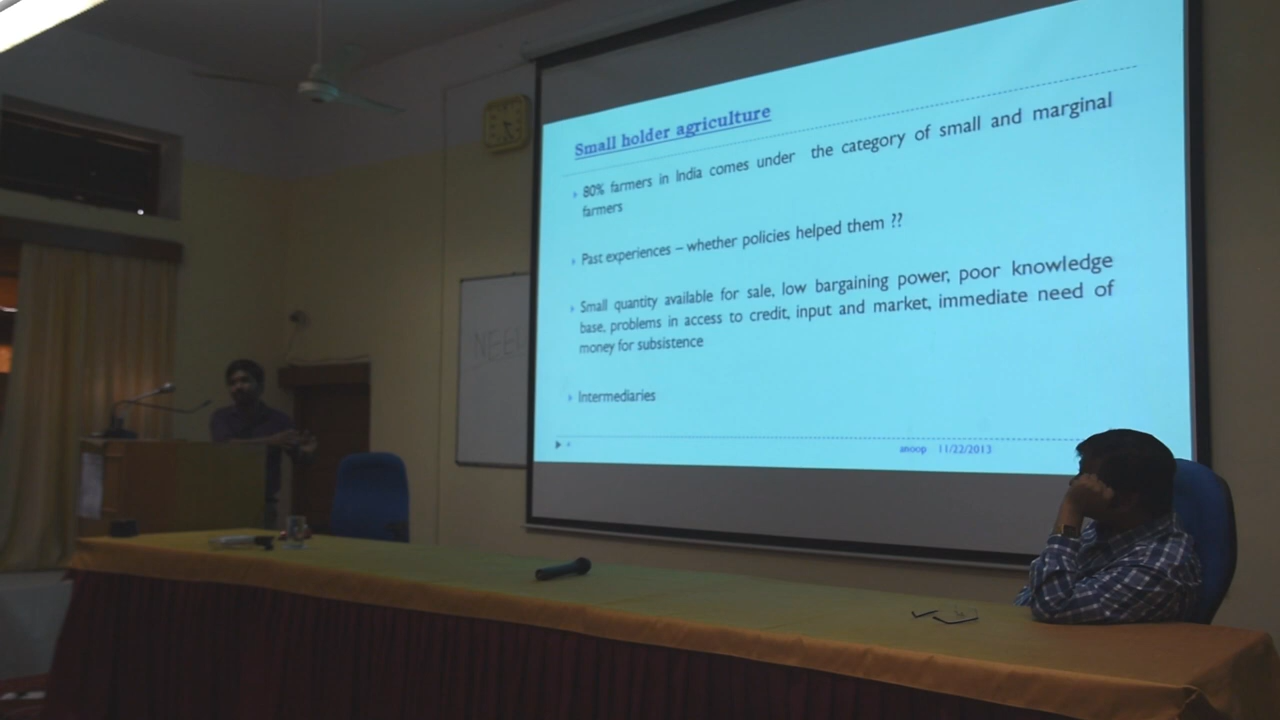 Small holder agriculture
80% farmers in India comes under the category of small and marginal
farmers
Past experiences – whether policies helped them ??
Small quantity available for sale, low bargaining power, poor knowledge
base, problems in access to credit, input and market, immediate need of
money for subsistence
Intermediaries
anoop 11/22/2013